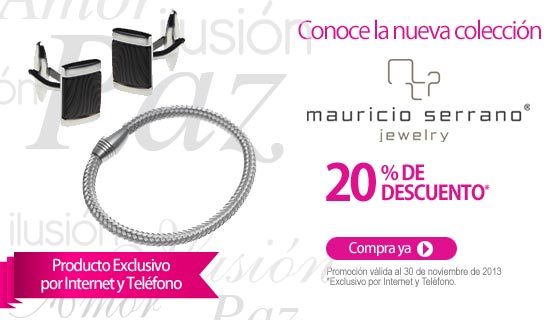 Amor
ilusión
Paz
Conoce la nueva colección
mauricio serrano®
jewelry
20% DE
DESCUENTO*
ilusión
Ilusión
Compra ya
Promoción válida al 30 de noviembre de 2013
*Exclusivo por Internet y Teléfono.
Producto Exclusivo
por Internet y Teléfono
Amor
Paz